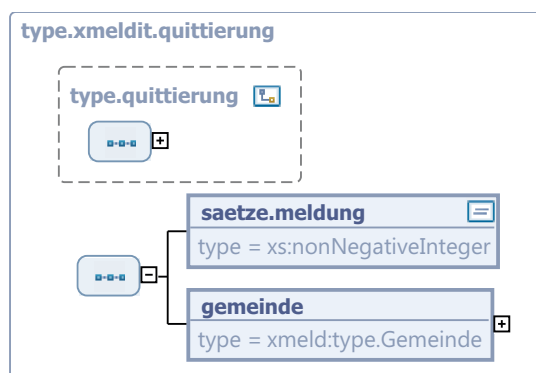 type.xmeldit.quittierung
type.quittierung
saetze.meldung
type = xs:nonNegativeInteger
gemeinde
type = xmeld:type.Gemeinde